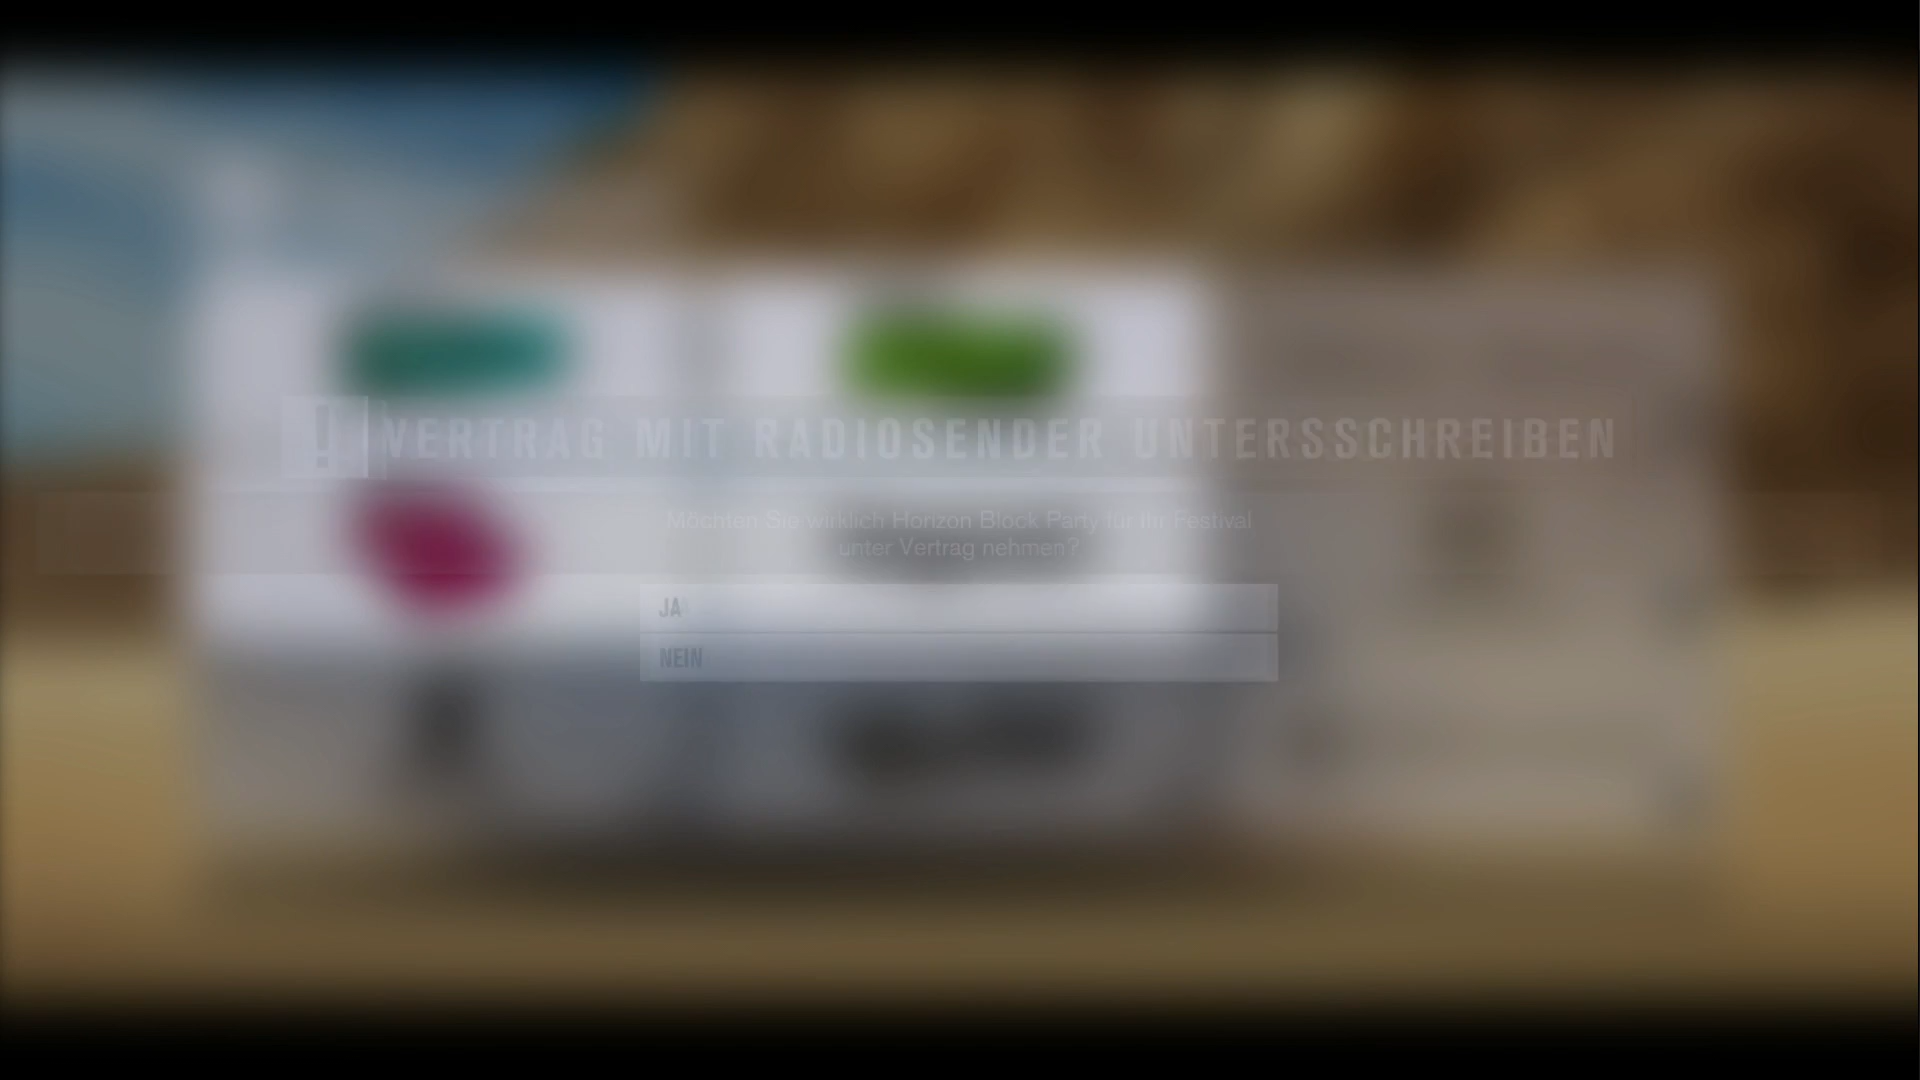 ! VERTRAG MIT RADIOSENDER UNTERSSCHREIBEN
Möchten Sie wirklich Horizon Block Party für Ihr Festival
unter Vertrag nehmen?
JA
NEIN